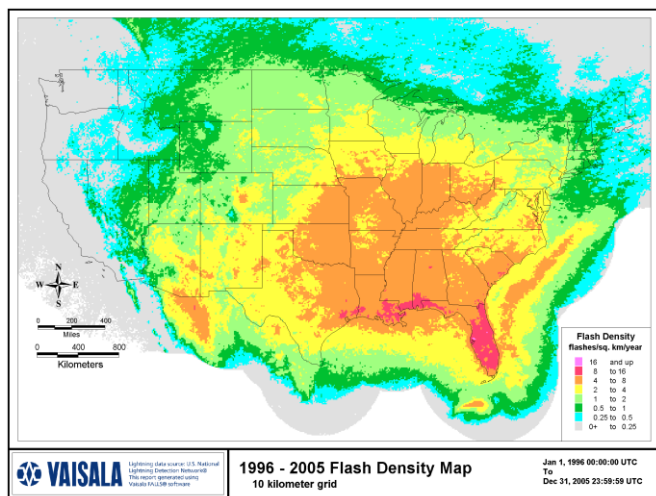 N
W E
S
0 200 400
Miles
0 400 800
Kilometers
Flash Density
flashes/sq. km/year
16 and up
8 to 16
4 to 8
2 to 4
1 to 2
0.5 to 1
0.25 to 0.5
0+ to 0.25
VAISALA
Lightning data source: U.S. National
Lightning Detection Network®
This report generated using
Vaisala FALLS® software
1996 - 2005 Flash Density Map
10 kilometer grid
Jan 1, 1996 00:00:00 UTC
To
Dec 31, 2005 23:59:59 UTC